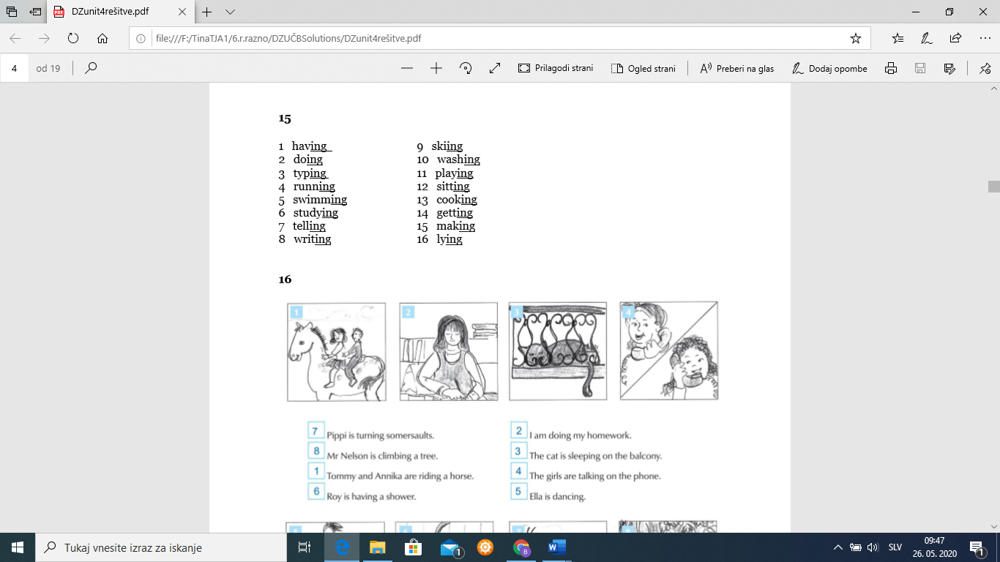 DZunit4rešitve.pdf
file:///F:/TinaTJA1/6.r.razno/DZUČBSolutions/DZunit4rešitve.pdf
4 od 19 Prilagodi strani Ogled strani Preberi na glas Dodaj opombe
15
1 having
2 doing
3 typing
4 running
5 swimming
6 studying
7 telling
8 writing
9 skiing
10 washing
11 playing
12 sitting
13 cooking
14 getting
15 making
16 lying
16
1 2 3 4
7 Pippi is turning somersaults.
8 Mr Nelson is climbing a tree.
1 Tommy and Annika are riding a horse.
6 Roy is having a shower.
2 I am doing my homework.
3 The cat is sleeping on the balcony.
4 The girls are talking on the phone.
5 Ella is dancing.
Tukaj vnesite izraz za iskanje
SLV
09:47
26. 05. 2020